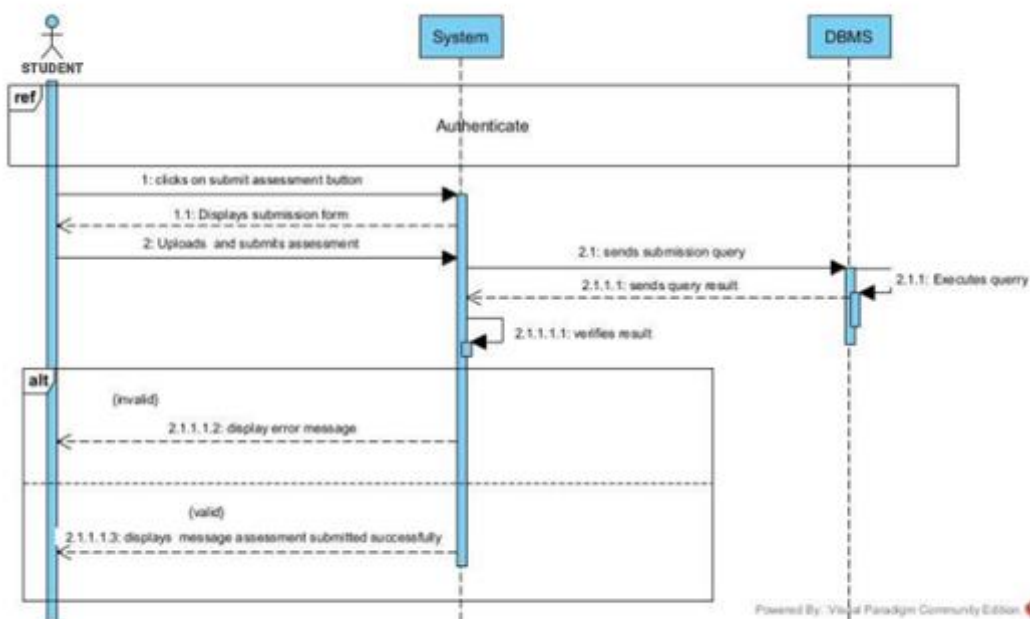 STUDENT
System
DBMS
ref
Authenticate
1: clicks on submit assessment button
1.1: Displays submission form
2: Uploads and submits assessment
2.1: sends submission query
2.1.1: Executes querry
2.1.1.1: sends query result
2.1.1.1.1: verifies result
alt
(invalid)
2.1.1.1.2: display error message
(valid)
2.1.1.1.3: displays message assessment submitted successfully
Powered By: Visual Paradigm Community Edition